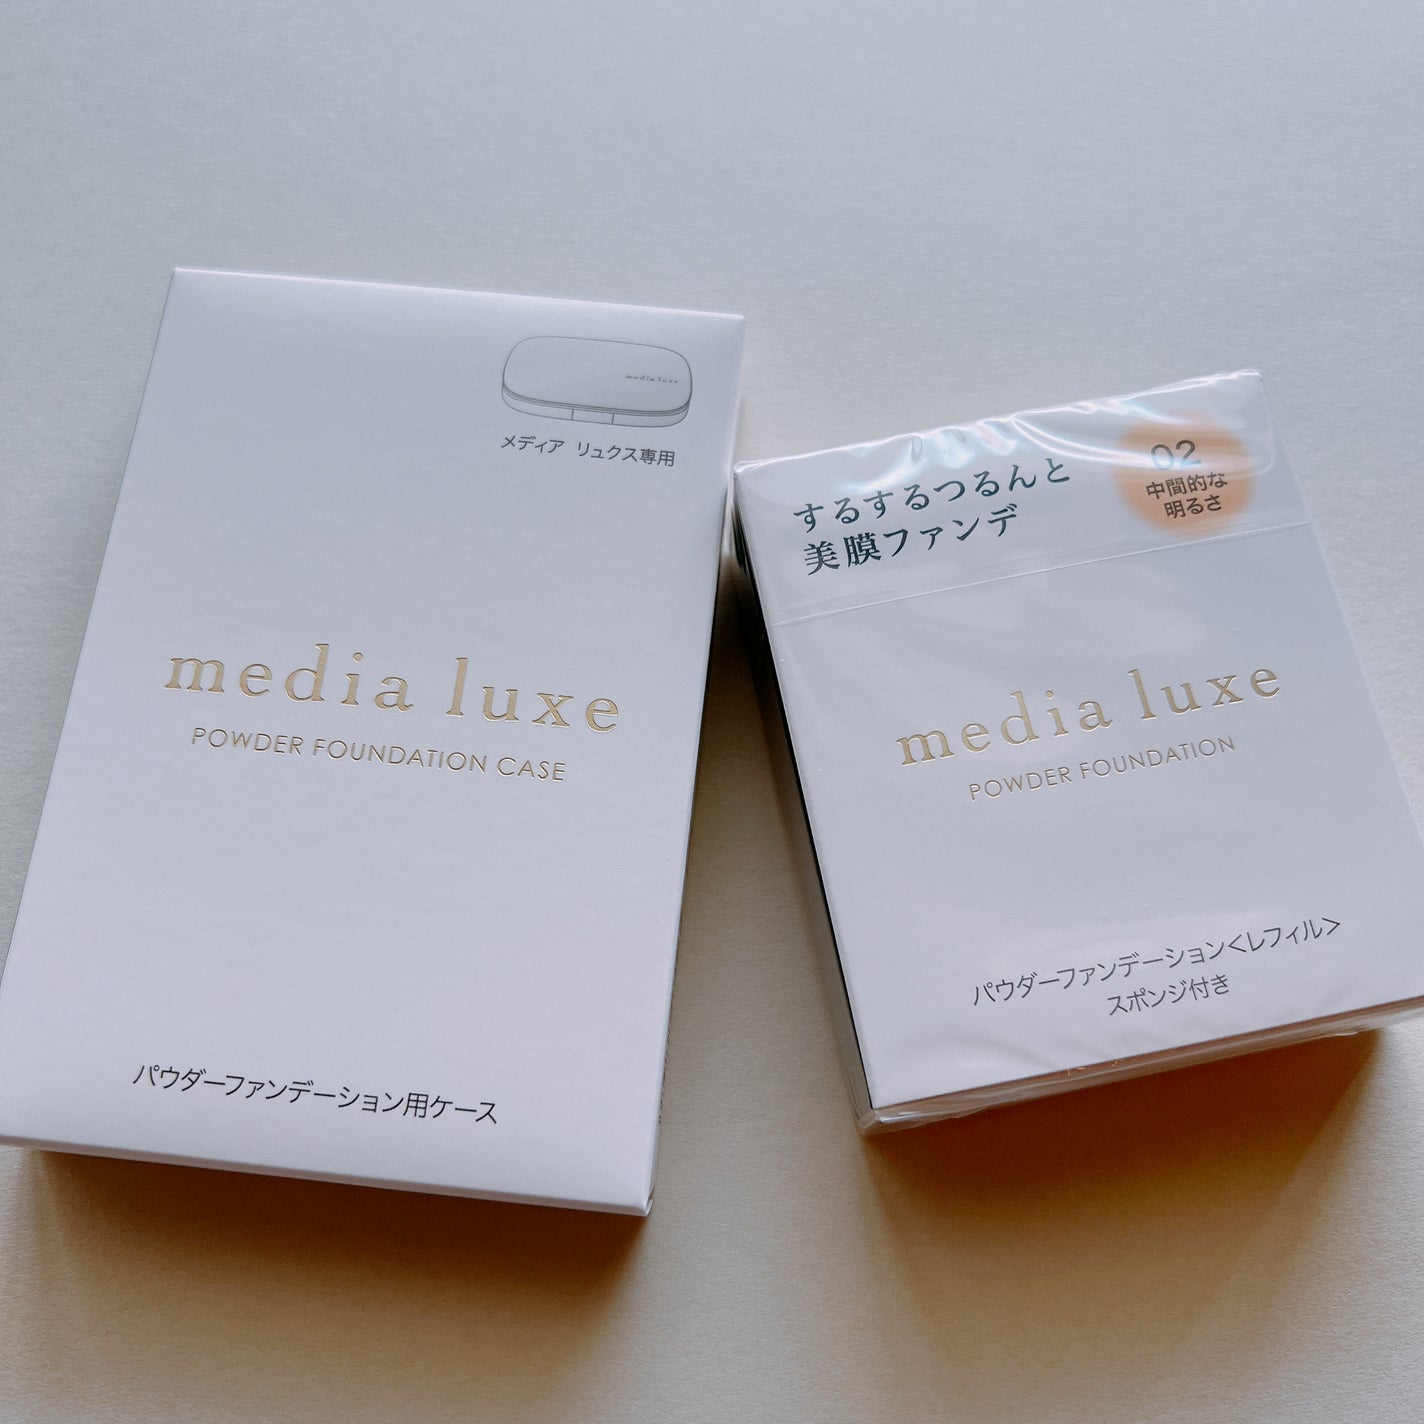 media luxe
メディア リュクス専用
media luxe
POWDER FOUNDATION CASE
パウダーファンデーション用ケース
するするつるんと
美膜ファンデ
02
中間的な
明るさ
media luxe
POWDER FOUNDATION
パウダーファンデーション<レフィル>
スポンジ付き